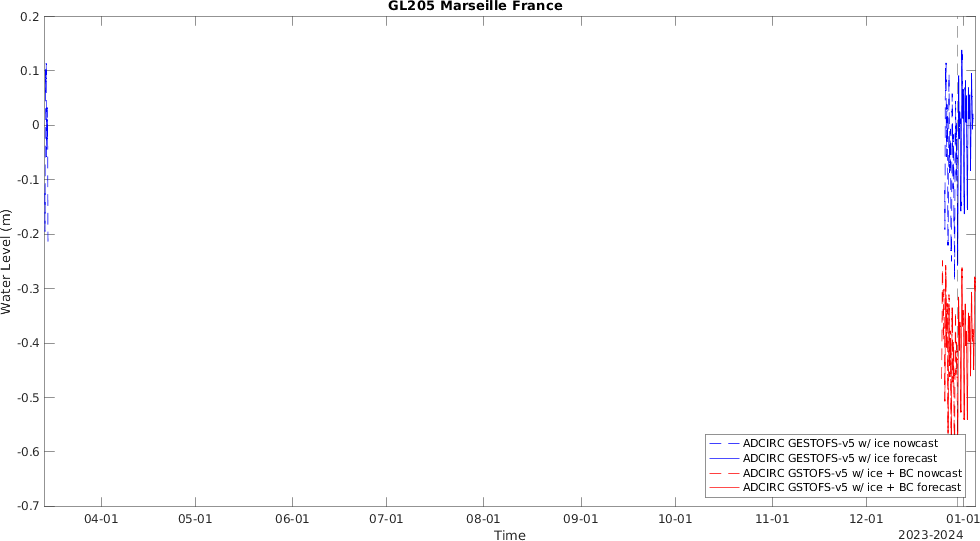 GL205 Marseille France
0.2
0.1
0
-0.1
-0.2
-0.3
-0.4
-0.5
-0.6
-0.7
Water Level (m)
ADCIRC GESTOFS-v5 w/ ice nowcast
ADCIRC GESTOFS-v5 w/ ice forecast
ADCIRC GSTOFS-v5 w/ ice + BC nowcast
ADCIRC GSTOFS-v5 w/ ice + BC forecast
04-01 05-01 06-01 07-01 08-01 09-01 10-01 11-01 12-01 01-01
Time
2023-2024